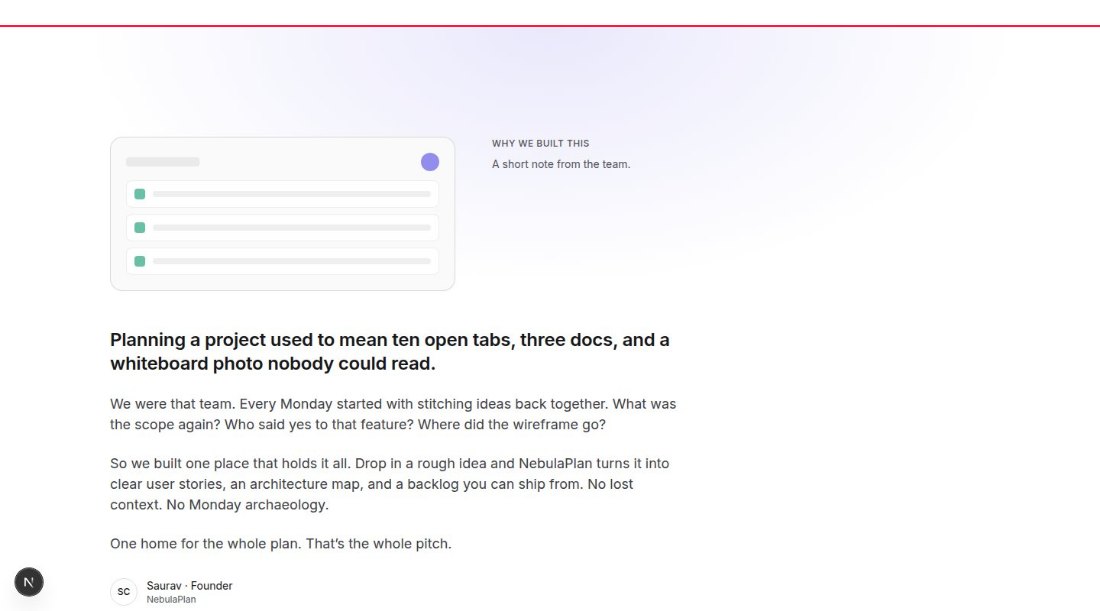 WHY WE BUILT THIS
A short note from the team.
Planning a project used to mean ten open tabs, three docs, and a
whiteboard photo nobody could read.
We were that team. Every Monday started with stitching ideas back together. What was
the scope again? Who said yes to that feature? Where did the wireframe go?
So we built one place that holds it all. Drop in a rough idea and NebulaPlan turns it into
clear user stories, an architecture map, and a backlog you can ship from. No lost
context. No Monday archaeology.
One home for the whole plan. That’s the whole pitch.
SC
Saurav · Founder
NebulaPlan
N